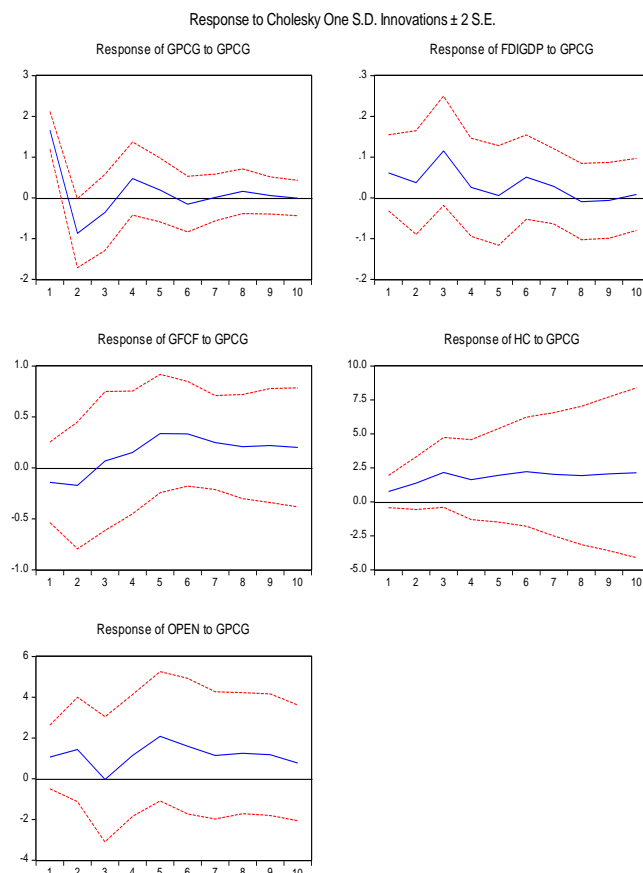 Response to Cholesky One S.D. Innovations ± 2 S.E.
Response of GPCG to GPCG
3
2
1
0
-1
-2
1 2 3 4 5 6 7 8 9 10
Response of FDIGDP to GPCG
.3
.2
.1
.0
-.1
-.2
1 2 3 4 5 6 7 8 9 10
Response of GFCF to GPCG
1.0
0.5
0.0
-0.5
-1.0
1 2 3 4 5 6 7 8 9 10
Response of HC to GPCG
10.0
7.5
5.0
2.5
0.0
-2.5
-5.0
1 2 3 4 5 6 7 8 9 10
Response of OPEN to GPCG
6
4
2
0
-2
-4
1 2 3 4 5 6 7 8 9 10